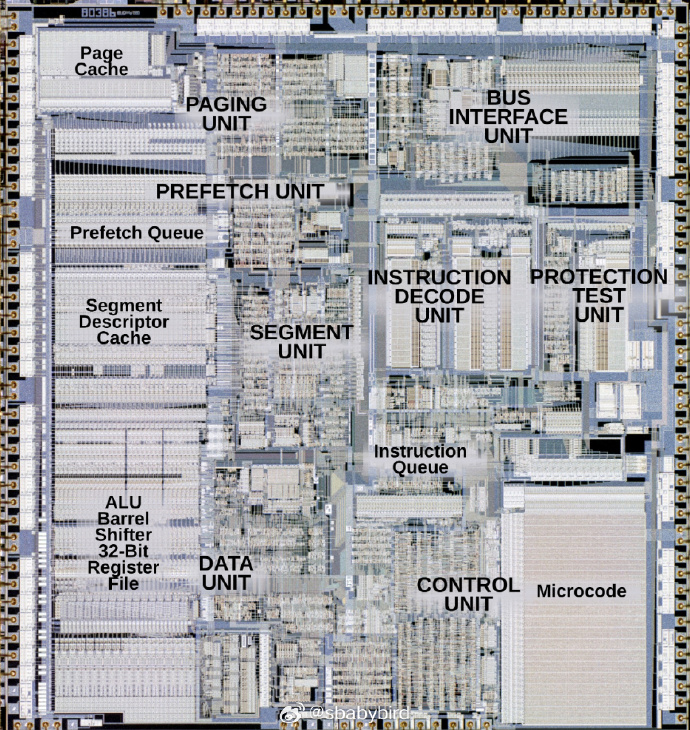 80386
Page
Cache
PAGING
UNIT
BUS
INTERFACE
UNIT
PREFETCH UNIT
Prefetch Queue
INSTRUCTION
DECODE
UNIT
PROTECTION
TEST
UNIT
Segment
Descriptor
Cache
SEGMENT
UNIT
Instruction
Queue
ALU
Barrel
Shifter
32-Bit
Register
File
DATA
UNIT
CONTROL
UNIT
Microcode
@sbabybird